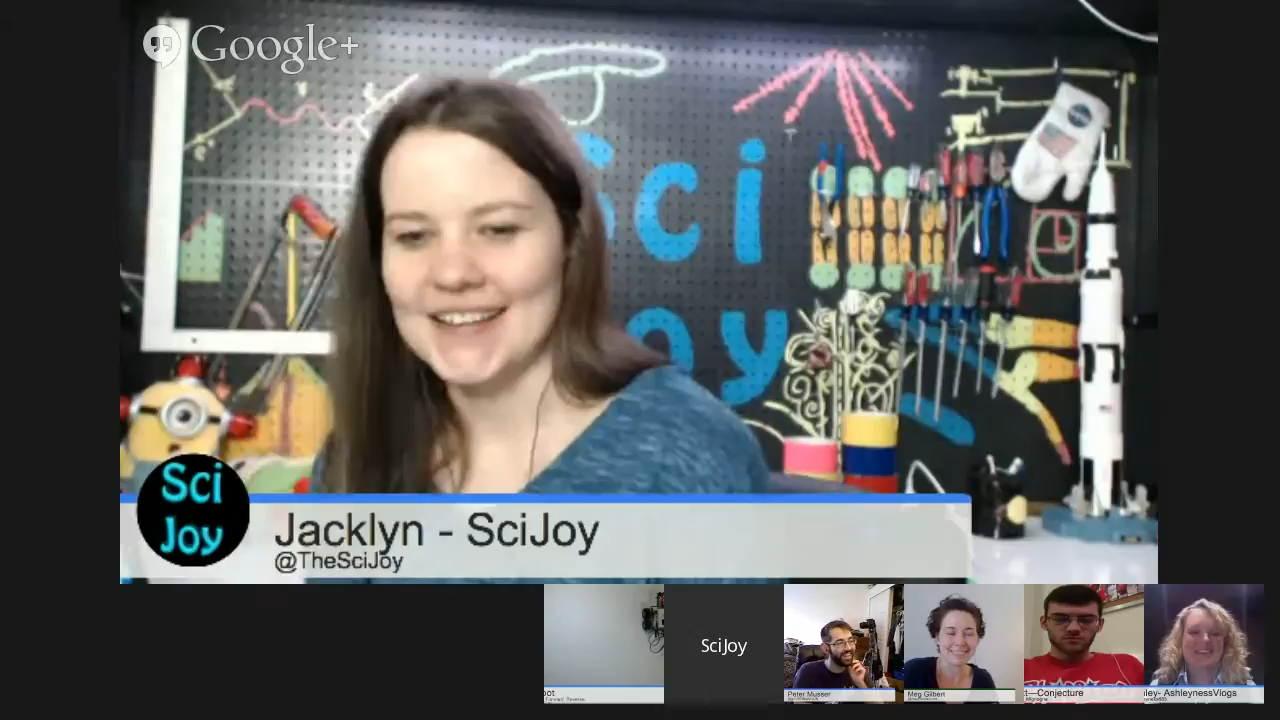 Google+
Sci
Joy
Sci
Joy
Jacklyn - SciJoy
@TheSciJoy
SciJoy
Peter Musser
Meg Gilbert
—Conjecture
AshleynessVlogs